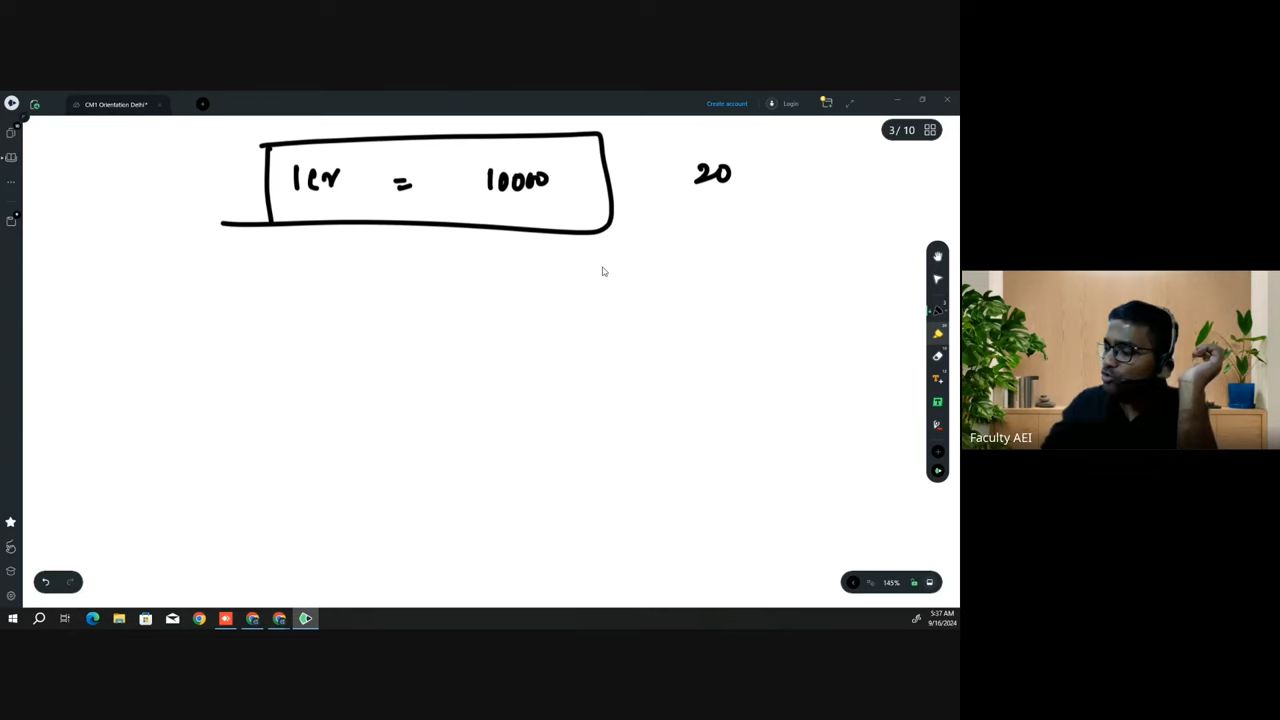 CM1 Orientation Delhi*
Create account
Login
3/ 10
1cr = 10000 20
Faculty AEI
145%
5:37 AM
9/16/2024